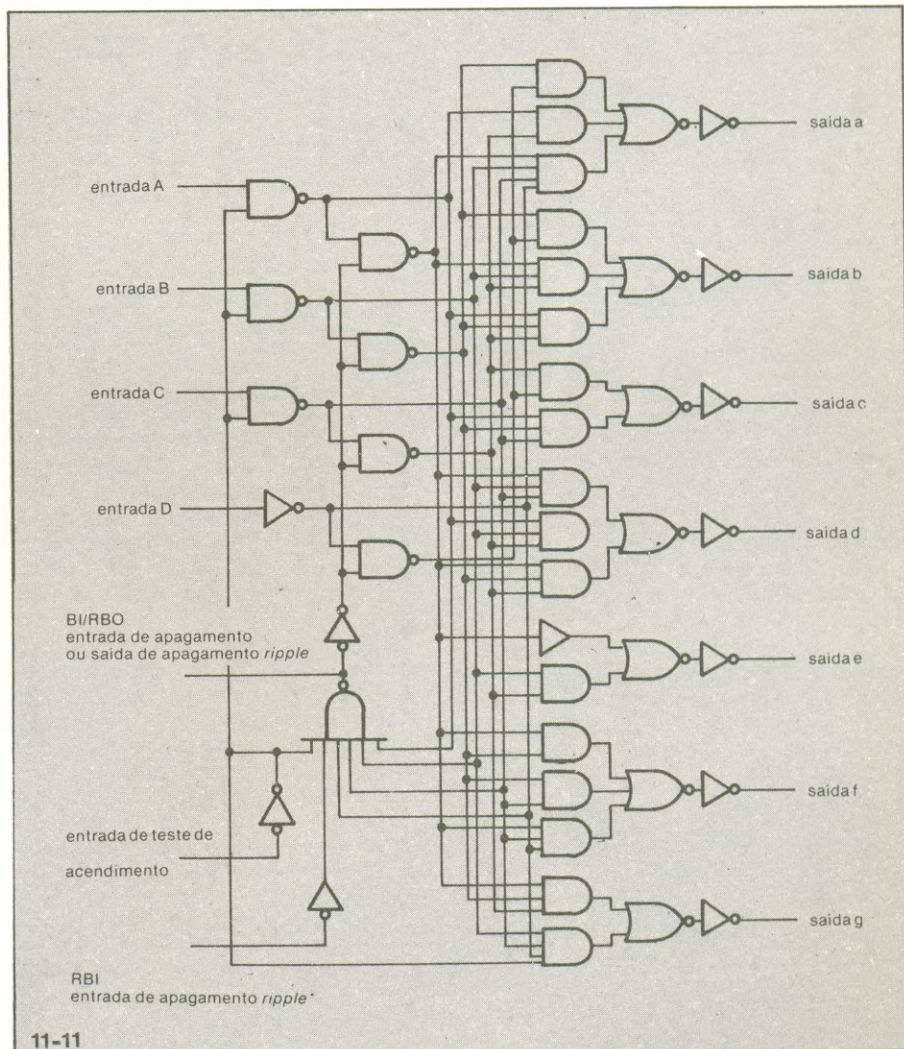 saida a
entrada A
saida b
entrada B
entrada C
saida c
entrada D
saida d
BI/RBO
entrada de apagamento
ou saida de apagamento ripple
saida e
entrada de teste de
acendimento
saida f
saida g
RBI
entrada de apagamento ripple*
11-11